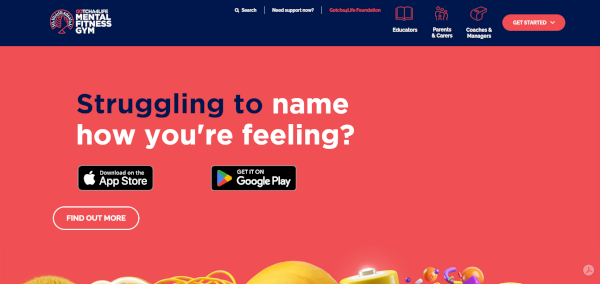 GOTCHA4LIFE
MENTAL
FITNESS
GYM
Search
Need support now?
Gotcha4Life Foundation
Educators
Parents
& Carers
Coaches &
Managers
GET STARTED
Struggling to name
how you're feeling?
Download on the
App Store
GET IT ON
Google Play
FIND OUT MORE